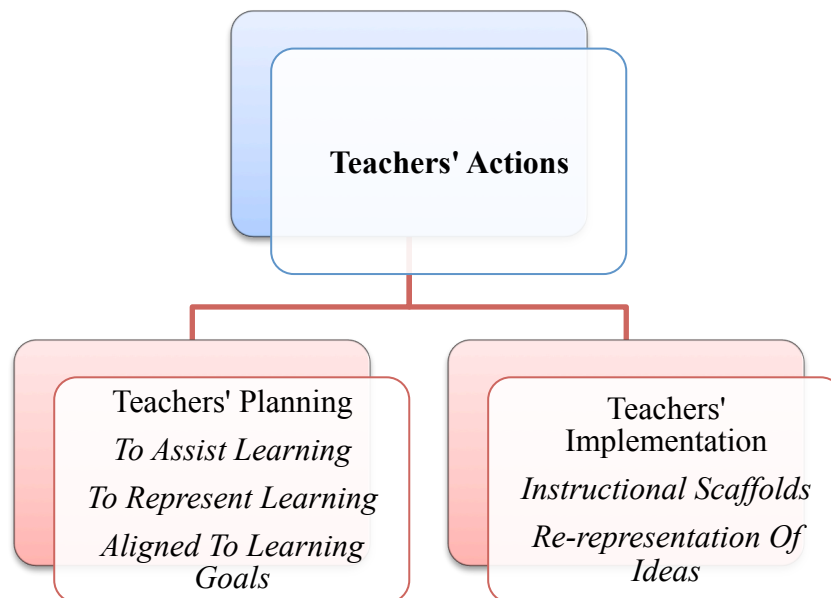 Teachers' Actions
Teachers' Planning
To Assist Learning
To Represent Learning
Aligned To Learning
Goals
Teachers'
Implementation
Instructional Scaffolds
Re-representation Of
Ideas